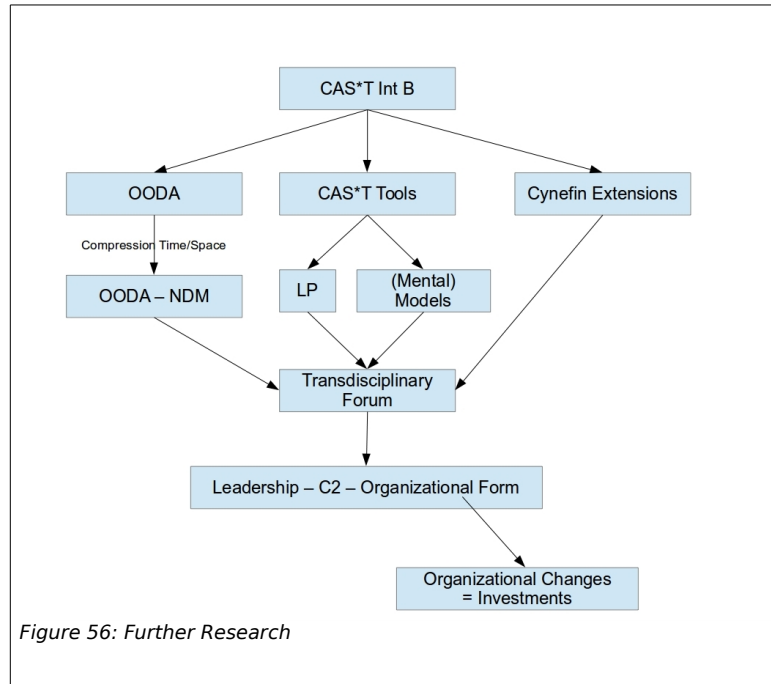 CAS*T Int B
OODA
CAS*T Tools
Cynefin Extensions
Compression Time/Space
OODA – NDM
LP
(Mental)
Models
Transdisciplinary
Forum
Leadership – C2 – Organizational Form
Organizational Changes
= Investments
Figure 56: Further Research